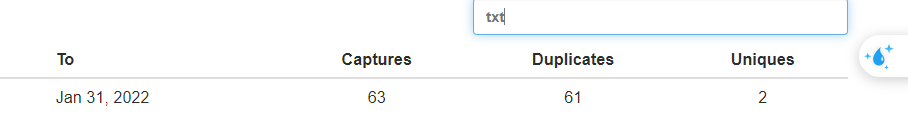 txt
To Captures Duplicates Uniques
Jan 31, 2022 63 61 2